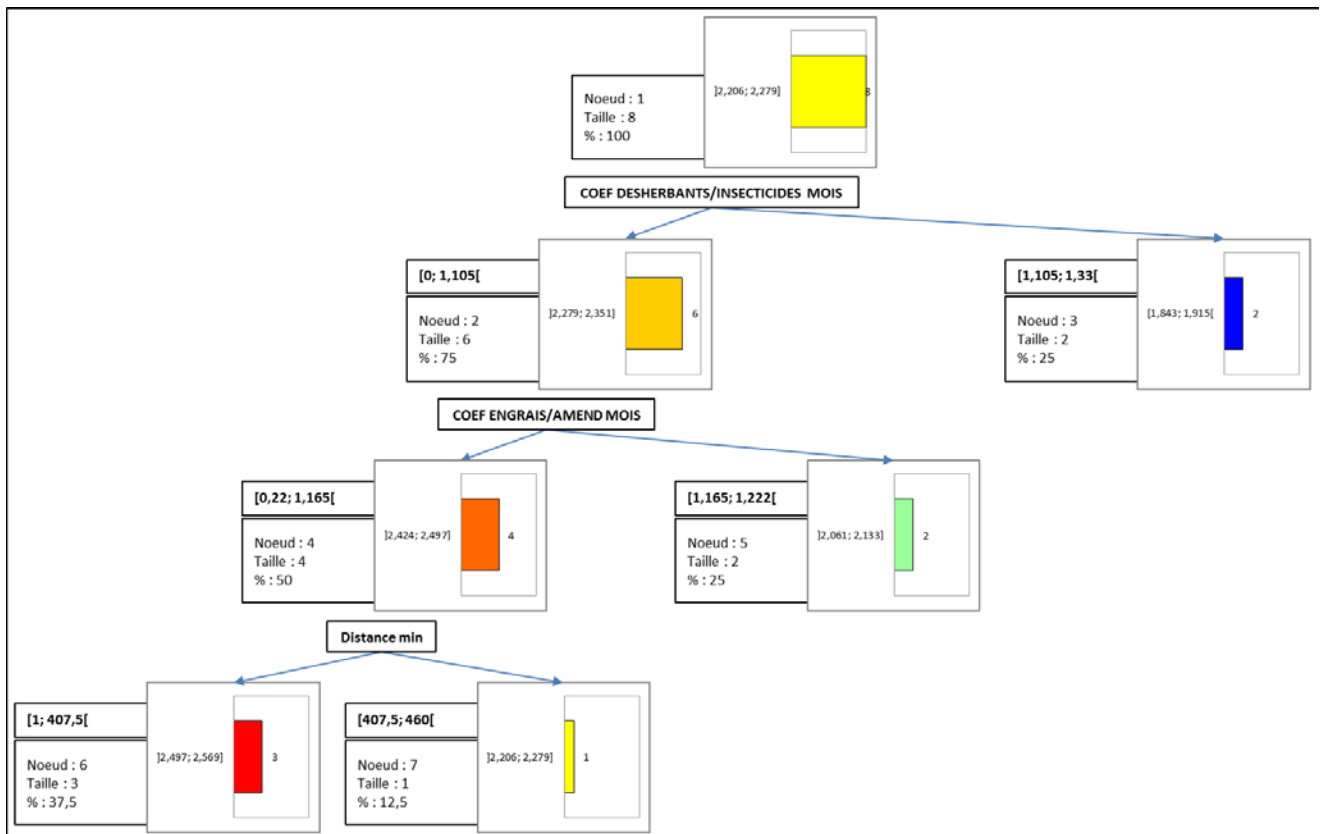 ]2,206; 2,279]
8
Noeud : 1
Taille : 8
% : 100
COEF DESHERBANTS/INSECTICIDES MOIS
[0; 1,105[
Noeud : 2
Taille : 6
% : 75
]2,279; 2,351]
6
[1,105; 1,33[
Noeud : 3
Taille : 2
% : 25
[1,843; 1,915[
2
COEF ENGRAIS/AMEND MOIS
[0,22; 1,165[
Noeud : 4
Taille : 4
% : 50
]2,424; 2,497]
4
[1,165; 1,222[
Noeud : 5
Taille : 2
% : 25
]2,061; 2,133]
2
Distance min
[1; 407,5[
Noeud : 6
Taille : 3
% : 37,5
]2,497; 2,569]
3
[407,5; 460[
Noeud : 7
Taille : 1
% : 12,5
]2,206; 2,279]
1